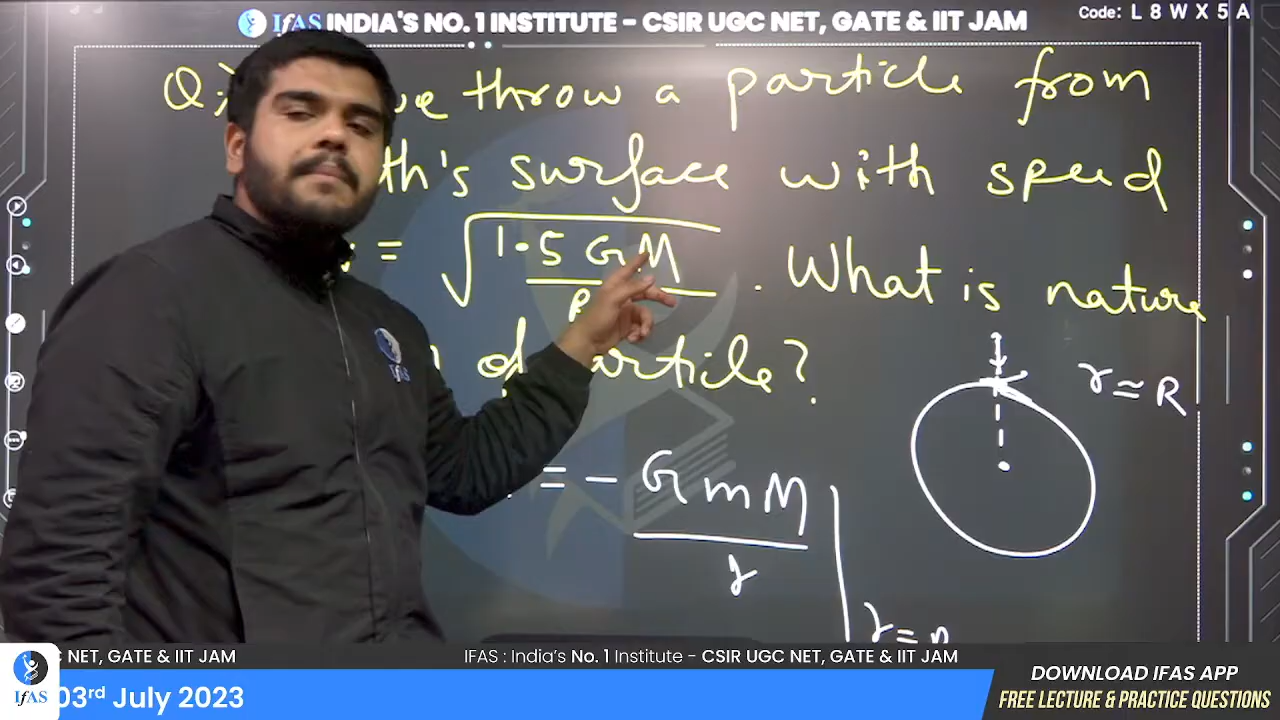 IfAS INDIA'S NO. 1 INSTITUTE - CSIR UGC NET, GATE & IIT JAM
Code: L 8 W X 5 A
Q) we throw a particle from
th's surface with speed
= √1.5 GM
. What is nature
of article?
r ≃ R
= - G m M
r
r =
C NET, GATE & IIT JAM
IFAS : India's No. 1 Institute - CSIR UGC NET, GATE & IIT JAM
IfAS
03rd July 2023
DOWNLOAD IFAS APP
FREE LECTURE & PRACTICE QUESTIONS